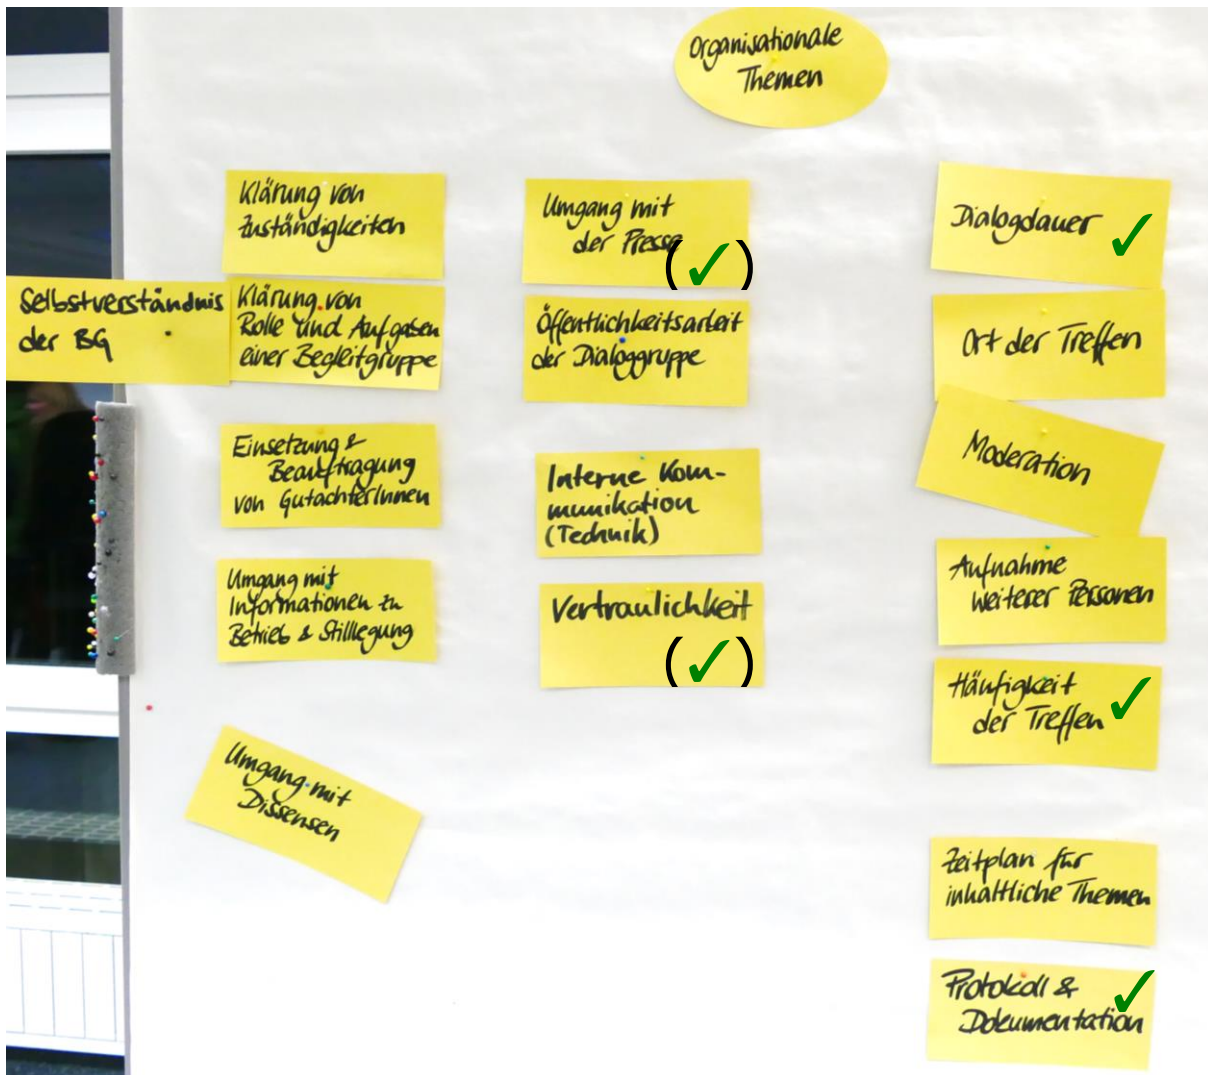 Organisationale
Themen
Klärung von
Zuständigkeiten
Selbstverständnis
der BG
Klärung von
Rolle und Aufgaben
einer Begleitgruppe
Einsetzung &
Beauftragung
von GutachterInnen
Umgang mit
Informationen zu
Betrieb & Stilllegung
Umgang mit
Dissensen
Umgang mit
der Presse
(✓)
Öffentlichkeitsarbeit
der Dialoggruppe
Interne Kom-
munikation
(Technik)
Vertraulichkeit
(✓)
Dialogdauer ✓
Ort der Treffen
Moderation
Aufnahme
weiterer Personen
Häufigkeit
der Treffen ✓
Zeitplan für
inhaltliche Themen
Protokoll & ✓
Dokumentation